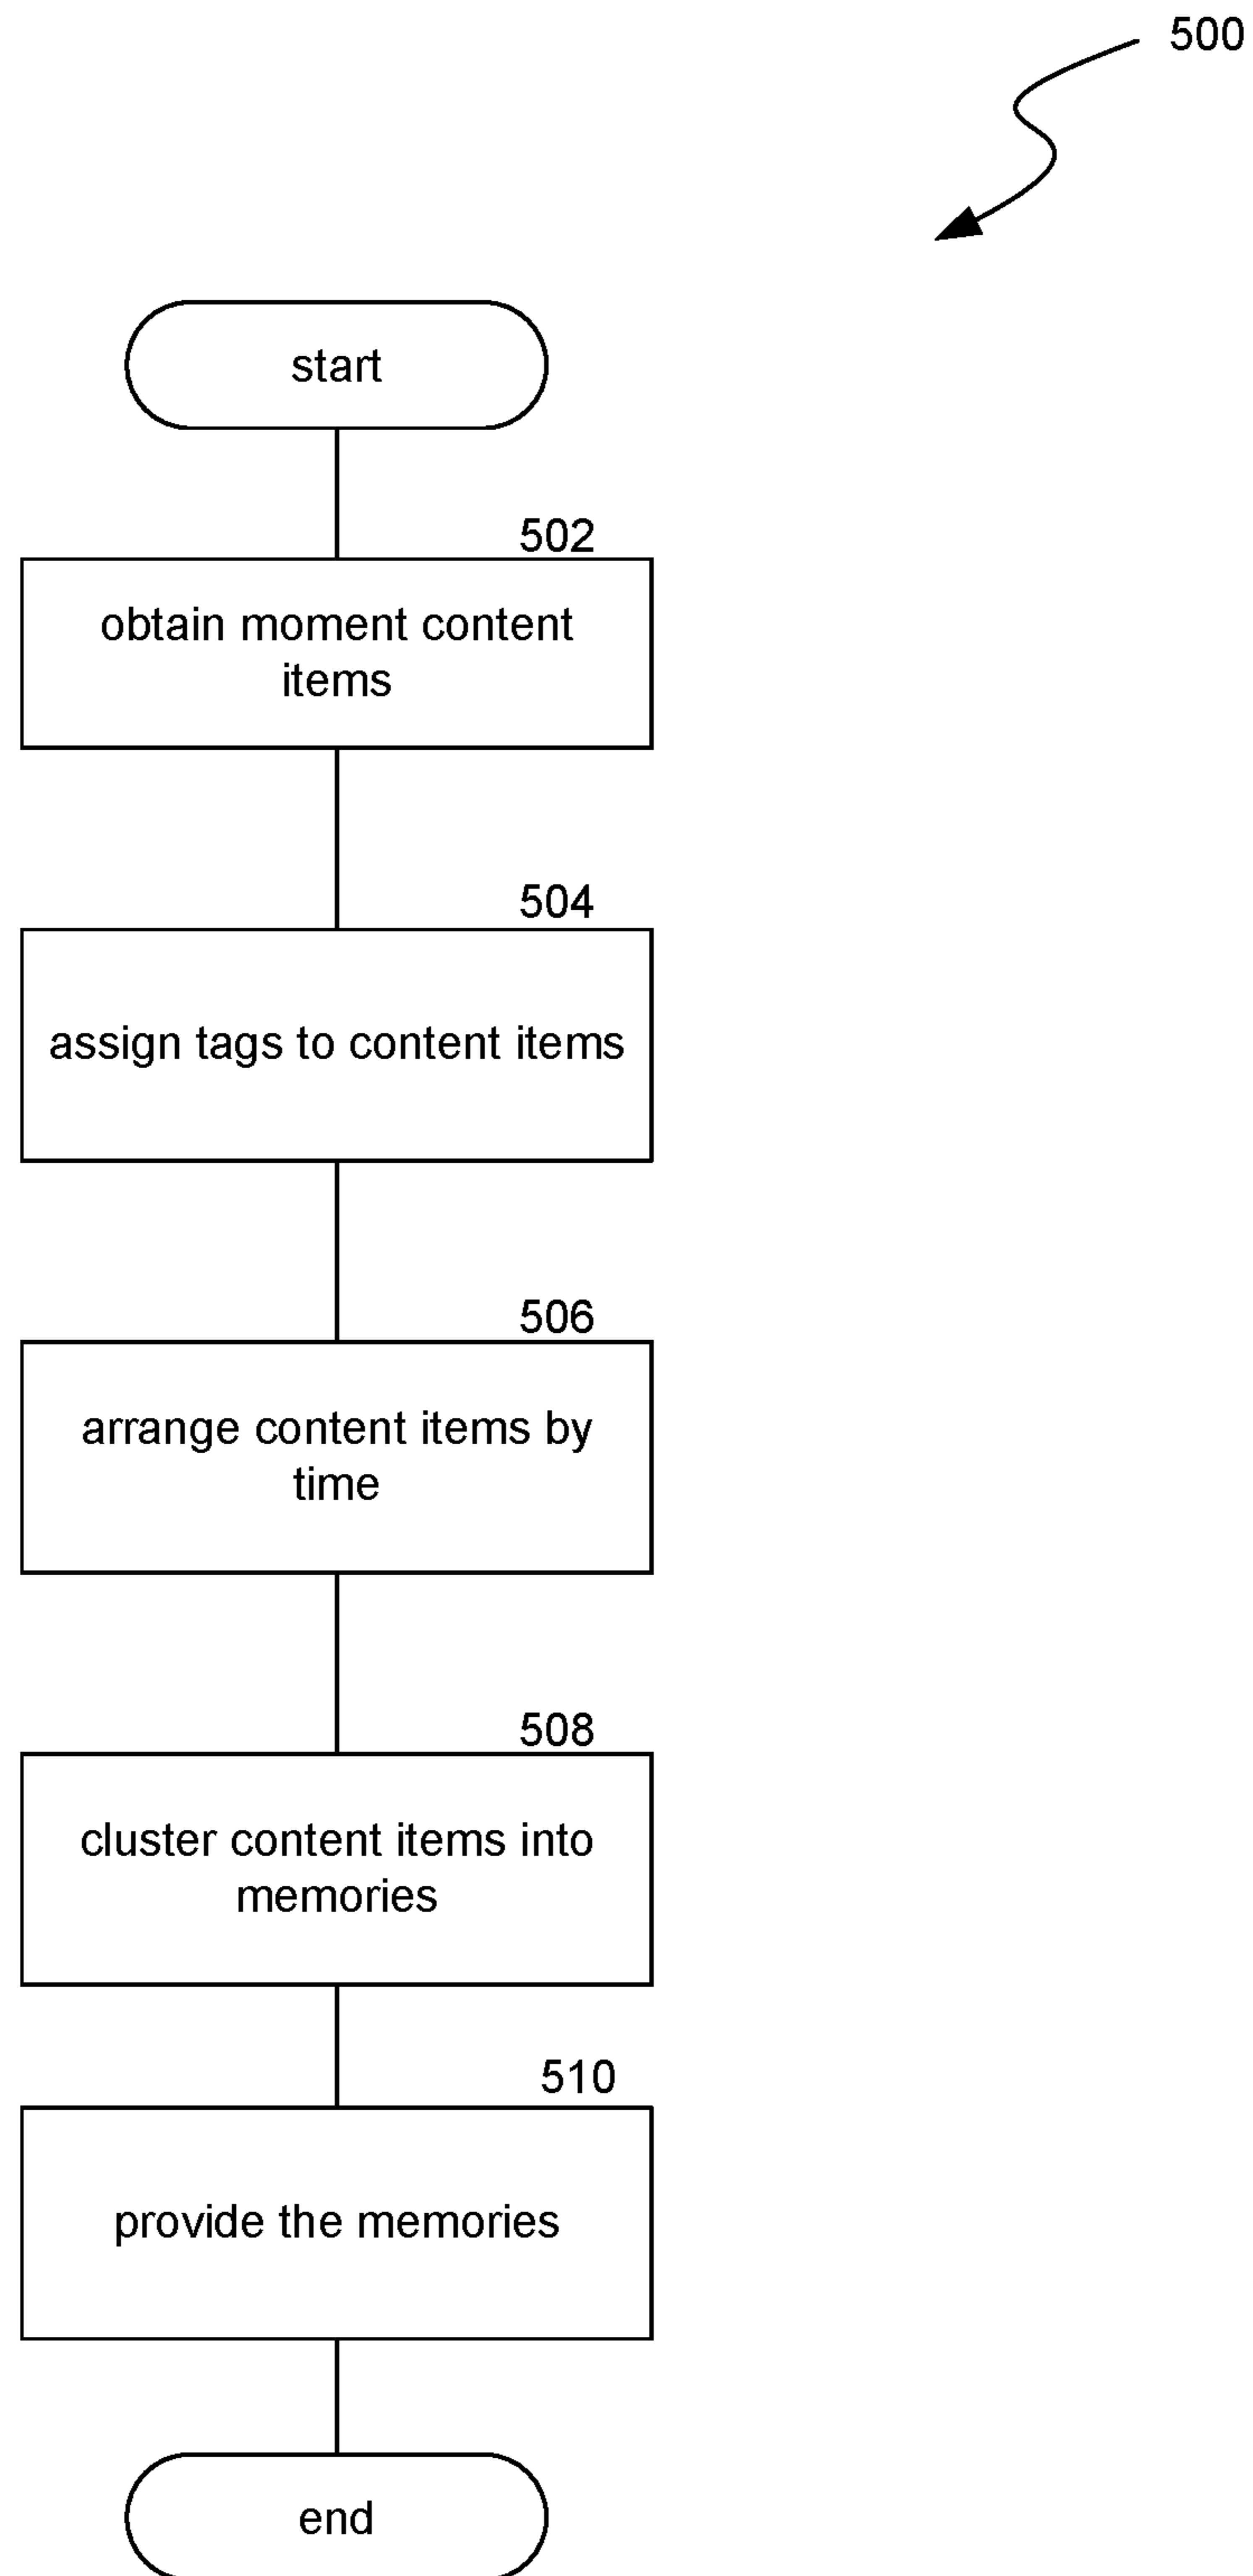 500
start
502
obtain moment content
items
504
assign tags to content items
506
arrange content items by
time
508
cluster content items into
memories
510
provide the memories
end